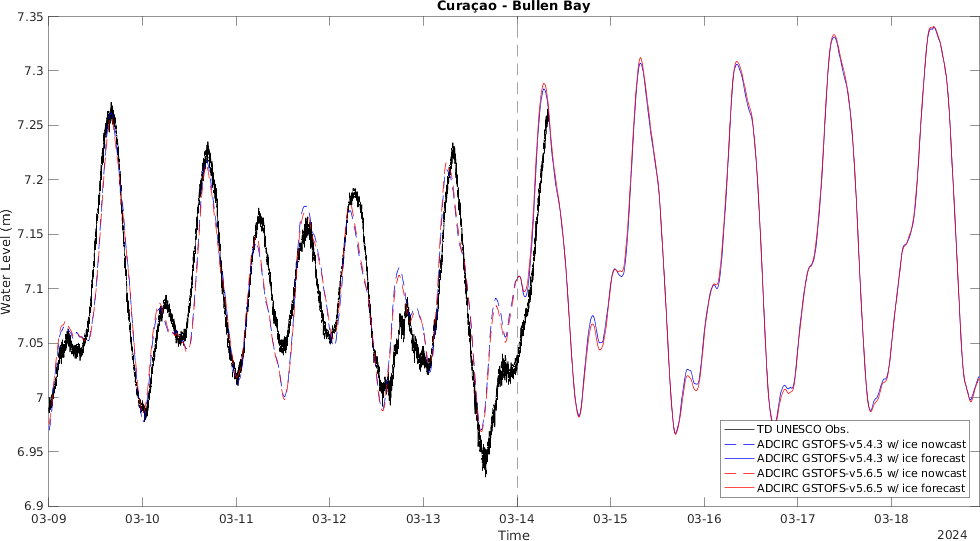 Curaçao - Bullen Bay
7.35
7.3
7.25
7.2
7.15
7.1
7.05
7
6.95
6.9
Water Level (m)
TD UNESCO Obs.
ADCIRC GSTOFS-v5.4.3 w/ ice nowcast
ADCIRC GSTOFS-v5.4.3 w/ ice forecast
ADCIRC GSTOFS-v5.6.5 w/ ice nowcast
ADCIRC GSTOFS-v5.6.5 w/ ice forecast
03-09 03-10 03-11 03-12 03-13 03-14 03-15 03-16 03-17 03-18
Time
2024